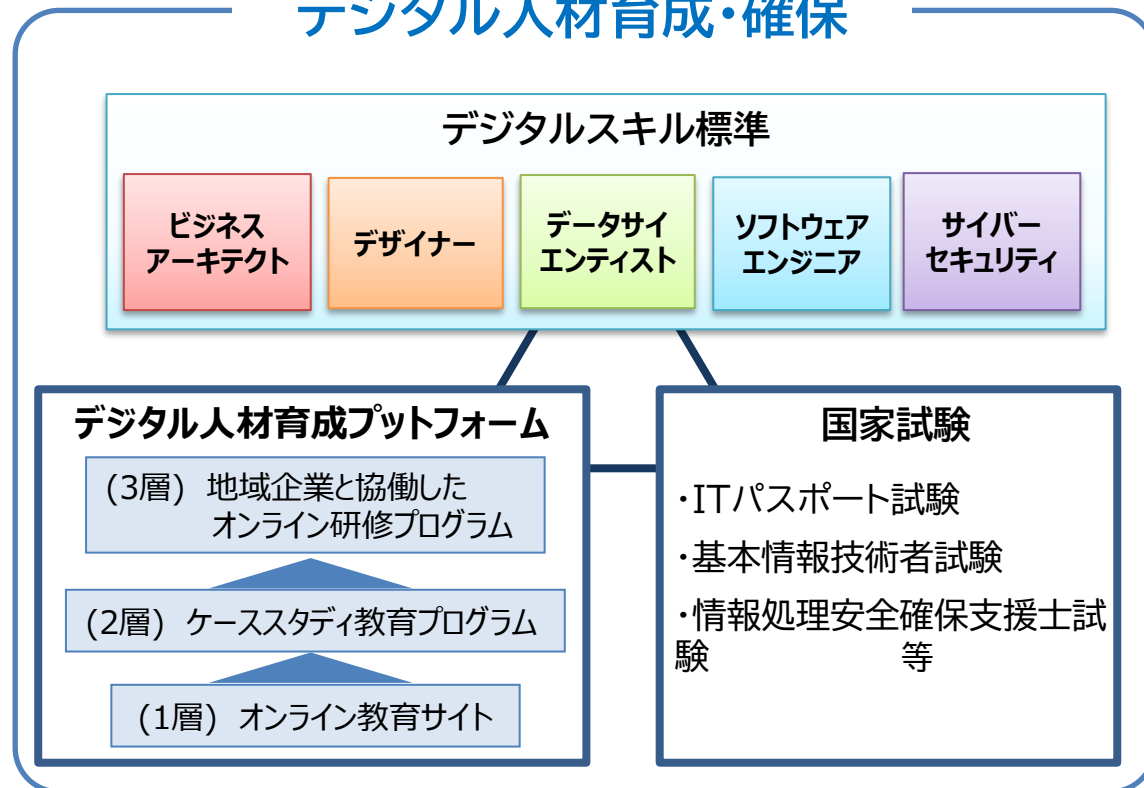 デジタル人材育成・確保
デジタルスキル標準
ビジネス
アーキテクト
デザイナー
データサイ
エンティスト
ソフトウェア
エンジニア
サイバー
セキュリティ
デジタル人材育成プットフォーム
(3層) 地域企業と協働した
オンライン研修プログラム
(2層) ケーススタディ教育プログラム
(1層) オンライン教育サイト
国家試験
・ITパスポート試験
・基本情報技術者試験
・情報処理安全確保支援士試
験 等